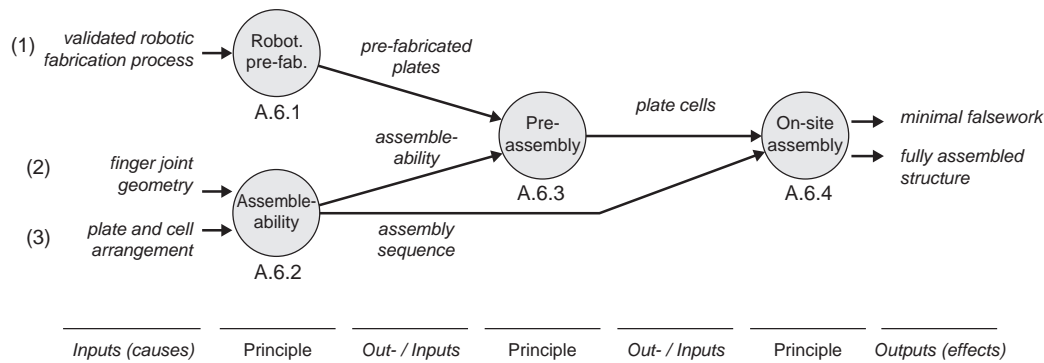 (1)
validated robotic
fabrication process
Robot.
pre-fab.
A.6.1
pre-fabricated
plates
(2)
finger joint
geometry
(3)
plate and cell
arrangement
Assemble-
ability
A.6.2
assemble-
ability
assembly
sequence
Pre-
assembly
A.6.3
plate cells
On-site
assembly
A.6.4
minimal falsework
fully assembled
structure
Inputs (causes)
Principle
Out- / Inputs
Principle
Out- / Inputs
Principle
Outputs (effects)